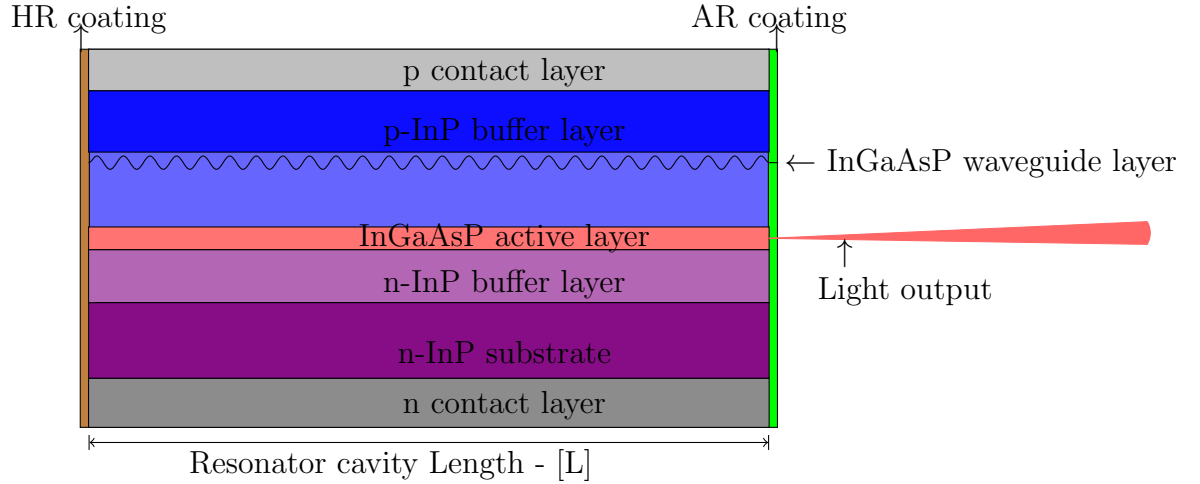 HR coating
AR coating
p contact layer
p-InP buffer layer
InGaAsP waveguide layer
InGaAsP active layer
n-InP buffer layer
Light output
n-InP substrate
n contact layer
Resonator cavity Length - [L]